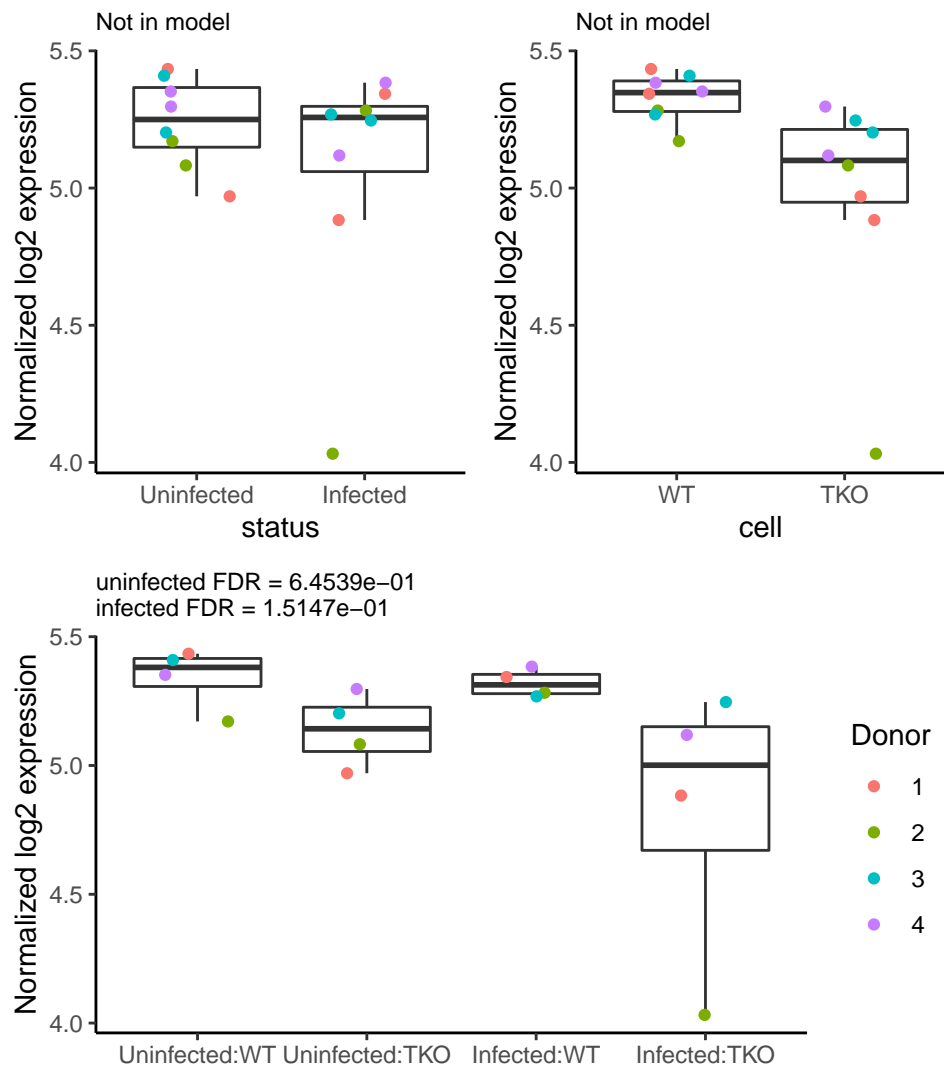 Not in model
Normalized log2 expression
5.5
5.0
4.5
4.0
Uninfected Infected
status
Not in model
Normalized log2 expression
5.5
5.0
4.5
4.0
WT TKO
cell
uninfected FDR = 6.4539e−01
infected FDR = 1.5147e−01
Normalized log2 expression
5.5
5.0
4.5
4.0
Uninfected:WT Uninfected:TKO Infected:WT Infected:TKO
Donor
1
2
3
4